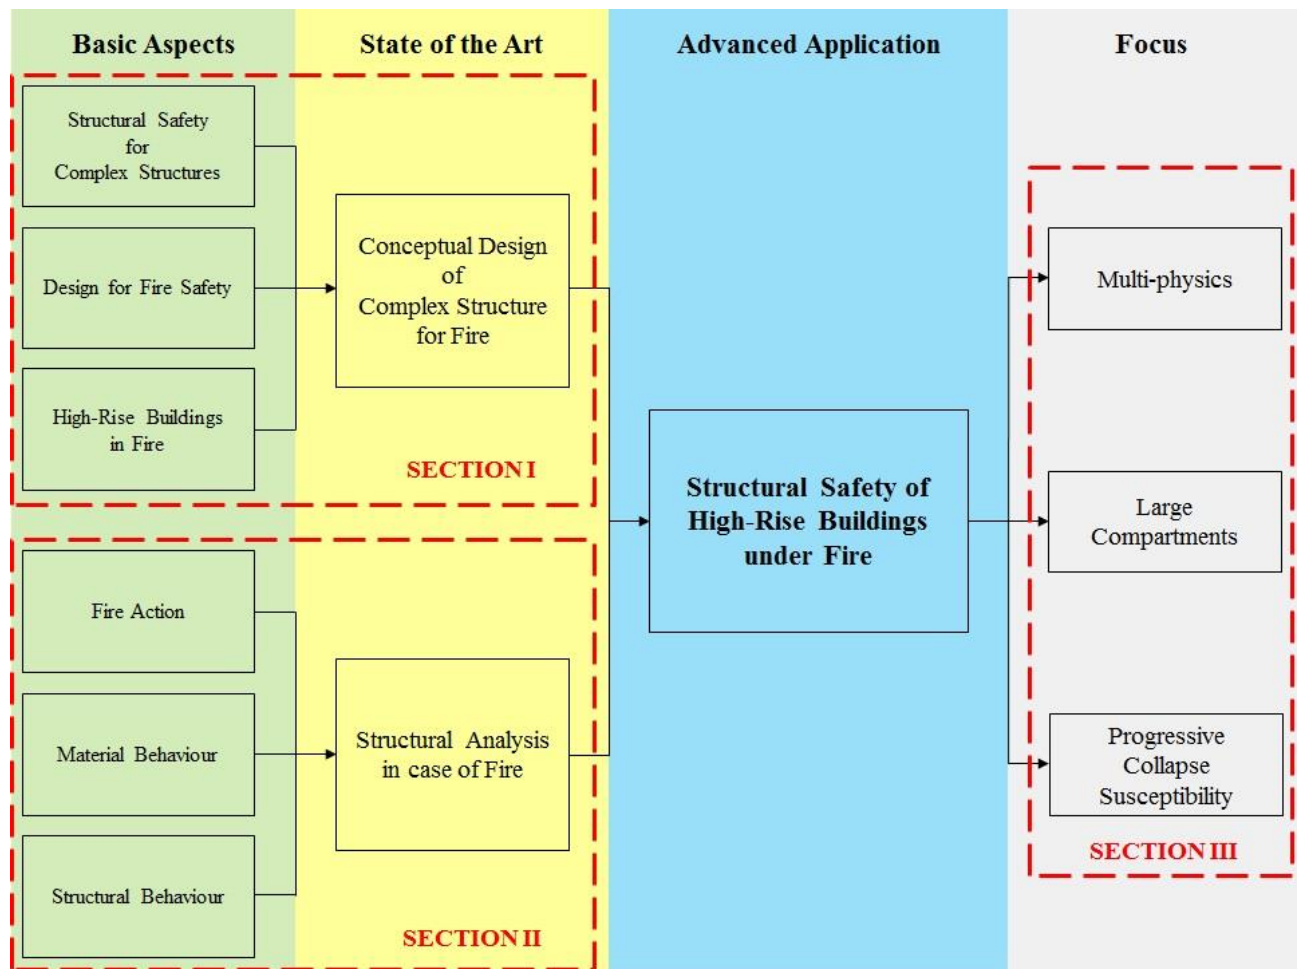 Basic Aspects
State of the Art
Advanced Application
Focus
Structural Safety
for
Complex Structures
Design for Fire Safety
High-Rise Buildings
in Fire
Conceptual Design
of
Complex Structure
for Fire
SECTION I
Fire Action
Material Behaviour
Structural Behaviour
Structural Analysis
in case of Fire
SECTION II
Structural Safety of
High-Rise Buildings
under Fire
Multi-physics
Large
Compartments
Progressive
Collapse
Susceptibility
SECTION III